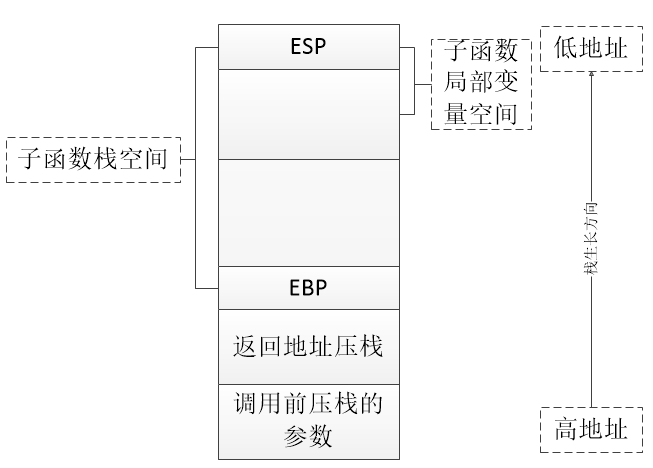 ESP
子函数
局部变
量空间
低地址
子函数栈空间
栈生长方向
EBP
返回地址压栈
调用前压栈的
参数
高地址